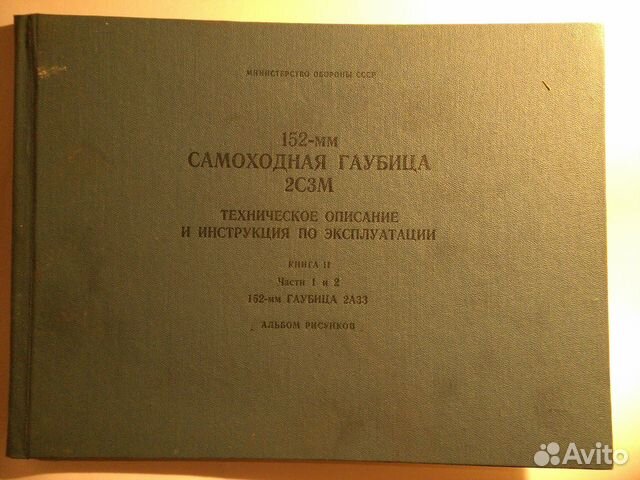 МИНИСТЕРСТВО ОБОРОНЫ СССР
152-мм
САМОХОДНАЯ ГАУБИЦА
2С3М
ТЕХНИЧЕСКОЕ ОПИСАНИЕ
И ИНСТРУКЦИЯ ПО ЭКСПЛУАТАЦИИ
КНИГА II
Части 1 и 2
152-мм ГАУБИЦА 2А33
АЛЬБОМ РИСУНКОВ
Avito